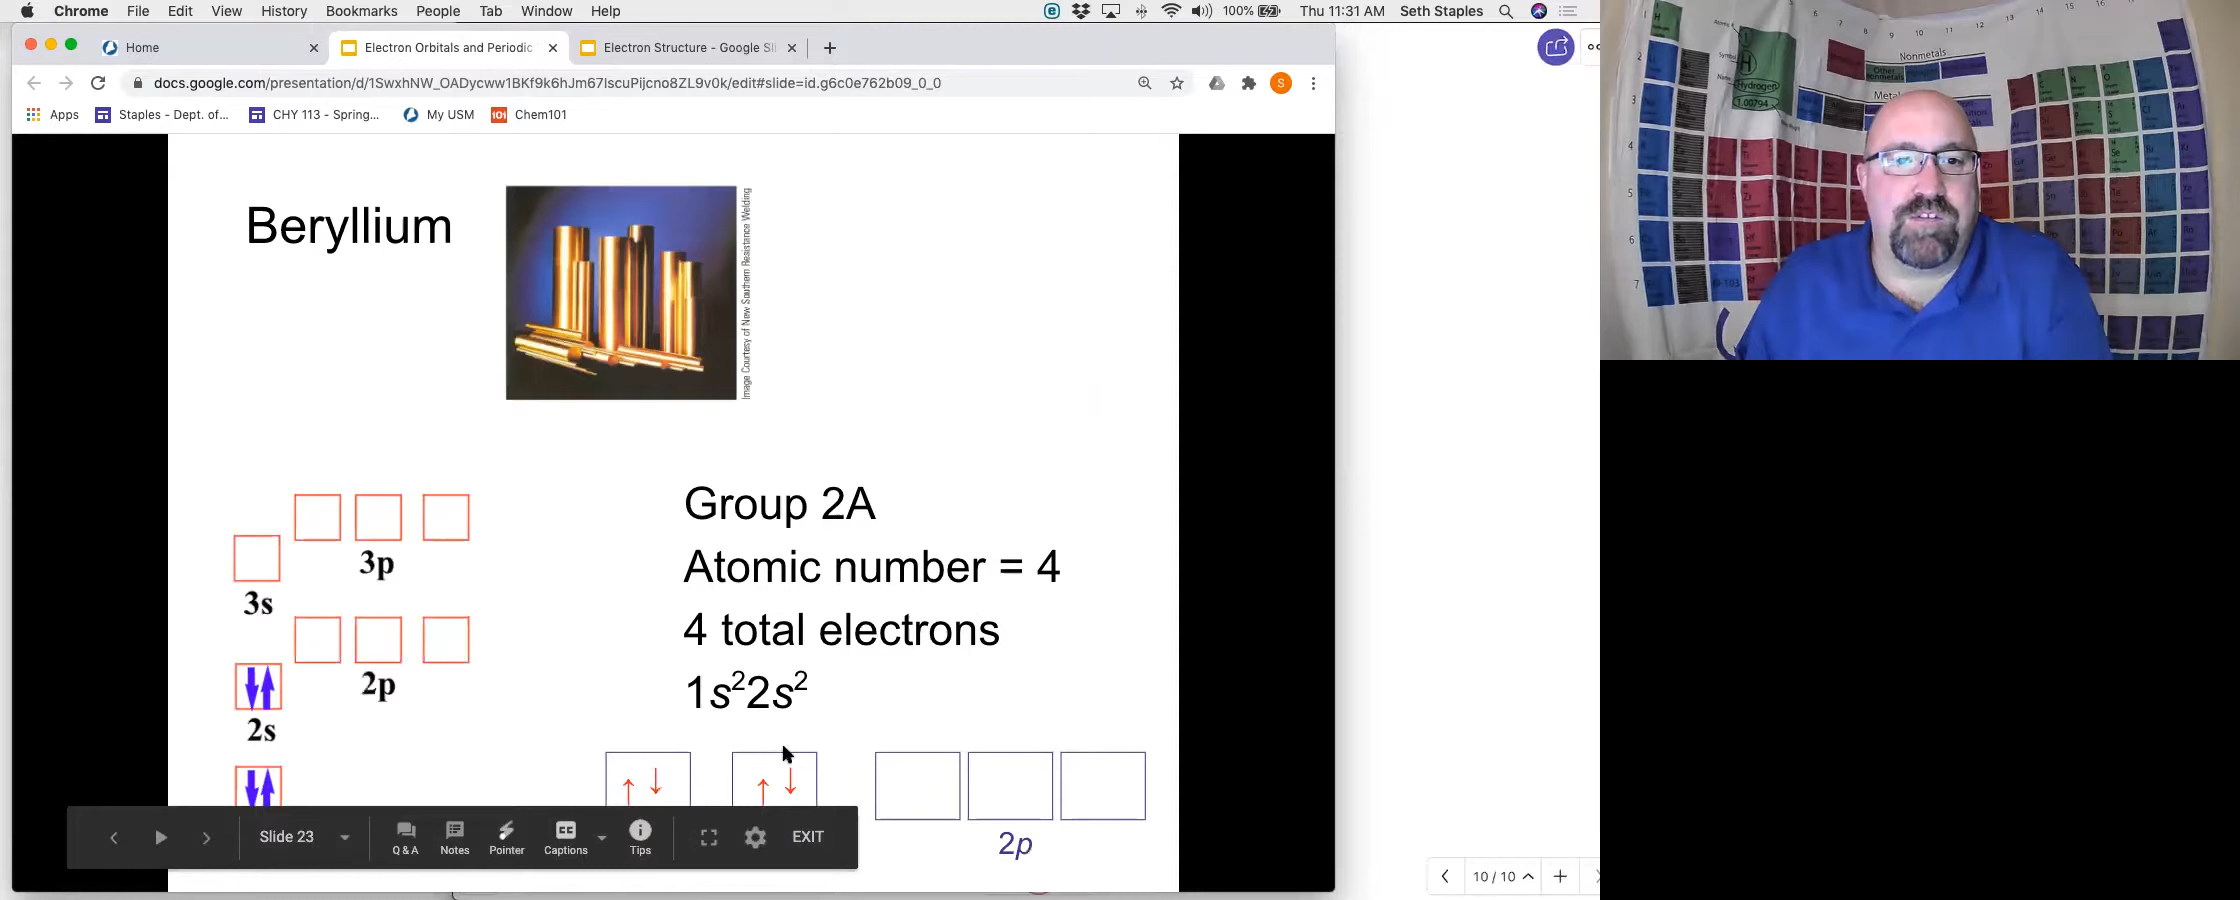 Chrome File Edit View History Bookmarks People Tab Window Help
100% Thu 11:31 AM Seth Staples
Home
Electron Orbitals and Periodic
Electron Structure - Google Sli
docs.google.com/presentation/d/1SwxhNW_OADycww1BKf9k6hJm67lscuPijcno8ZL9v0k/edit#slide=id.g6c0e762b09_0_0
S
Apps
Staples - Dept. of...
CHY 113 - Spring...
My USM
101 Chem101
Beryllium
Image Courtesy of New Southern Resistance Welding
Group 2A
Atomic number = 4
4 total electrons
1s²2s²
3p
3s
2p
2s
2p
Slide 23
Q & A
Notes
Pointer
CC
Captions
Tips
EXIT
10 / 10
Nonmetals
H
Hydrogen
1.00794